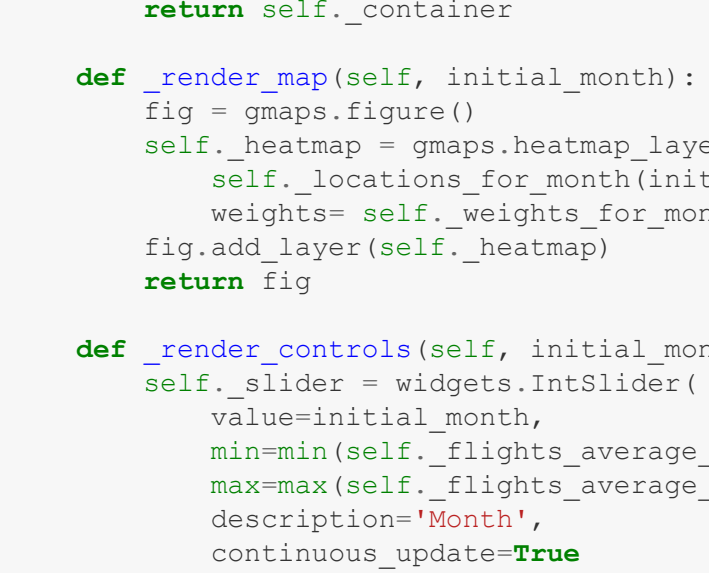 return self._container
def _render_map(self, initial_month):
fig = gmaps.figure()
self._heatmap = gmaps.heatmap_laye
self._locations_for_month(init
weights= self._weights_for_mon
fig.add_layer(self._heatmap)
return fig
def _render_controls(self, initial_mon
self._slider = widgets.IntSlider(
value=initial_month,
min=min(self._flights_average_
max=max(self._flights_average_
description='Month',
continuous_update=True